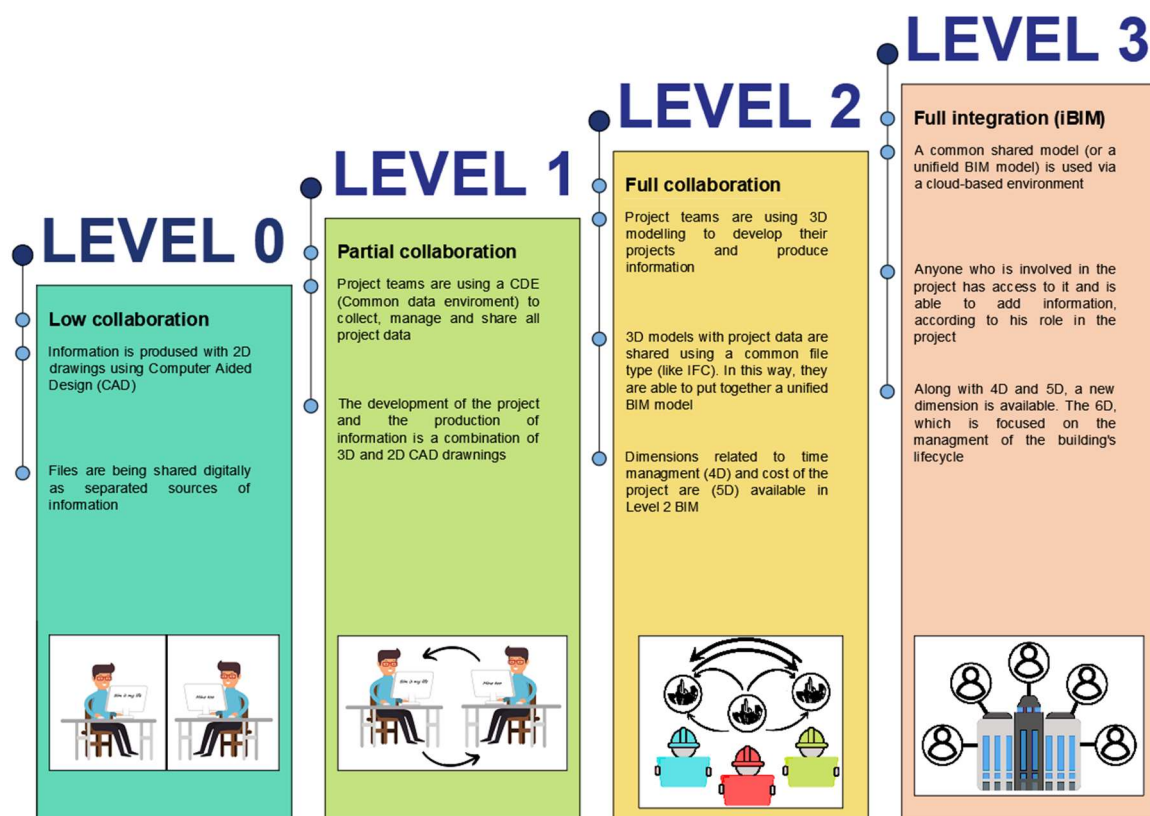 LEVEL 0
Low collaboration
Information is prodused with 2D
drawings using Computer Aided
Design (CAD)
Files are being shared digitally
as separated sources of
information
LEVEL 1
Partial collaboration
Project teams are using a CDE
(Common data enviroment) to
collect, manage and share all
project data
The development of the project
and the production of
information is a combination of
3D and 2D CAD drawnings
LEVEL 2
Full collaboration
Project teams are using 3D
modelling to develop their
projects and produce
information
3D models with project data are
shared using a common file
type (like IFC). In this way, they
are able to put together a unified
BIM model
Dimensions related to time
managment (4D) and cost of the
project are (5D) available in
Level 2 BIM
LEVEL 3
Full integration (iBIM)
A common shared model (or a
unifield BIM model) is used via
a cloud-based environment
Anyone who is involved in the
project has access to it and is
able to add information,
according to his role in the
project
Along with 4D and 5D, a new
dimension is available. The 6D,
which is focused on the
managment of the building's
lifecycle